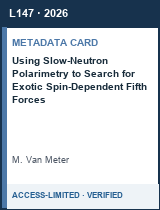 L147 · 2026
METADATA CARD
Using Slow-Neutron
Polarimetry to Search for
Exotic Spin-Dependent Fifth
Forces
M. Van Meter
ACCESS-LIMITED · VERIFIED